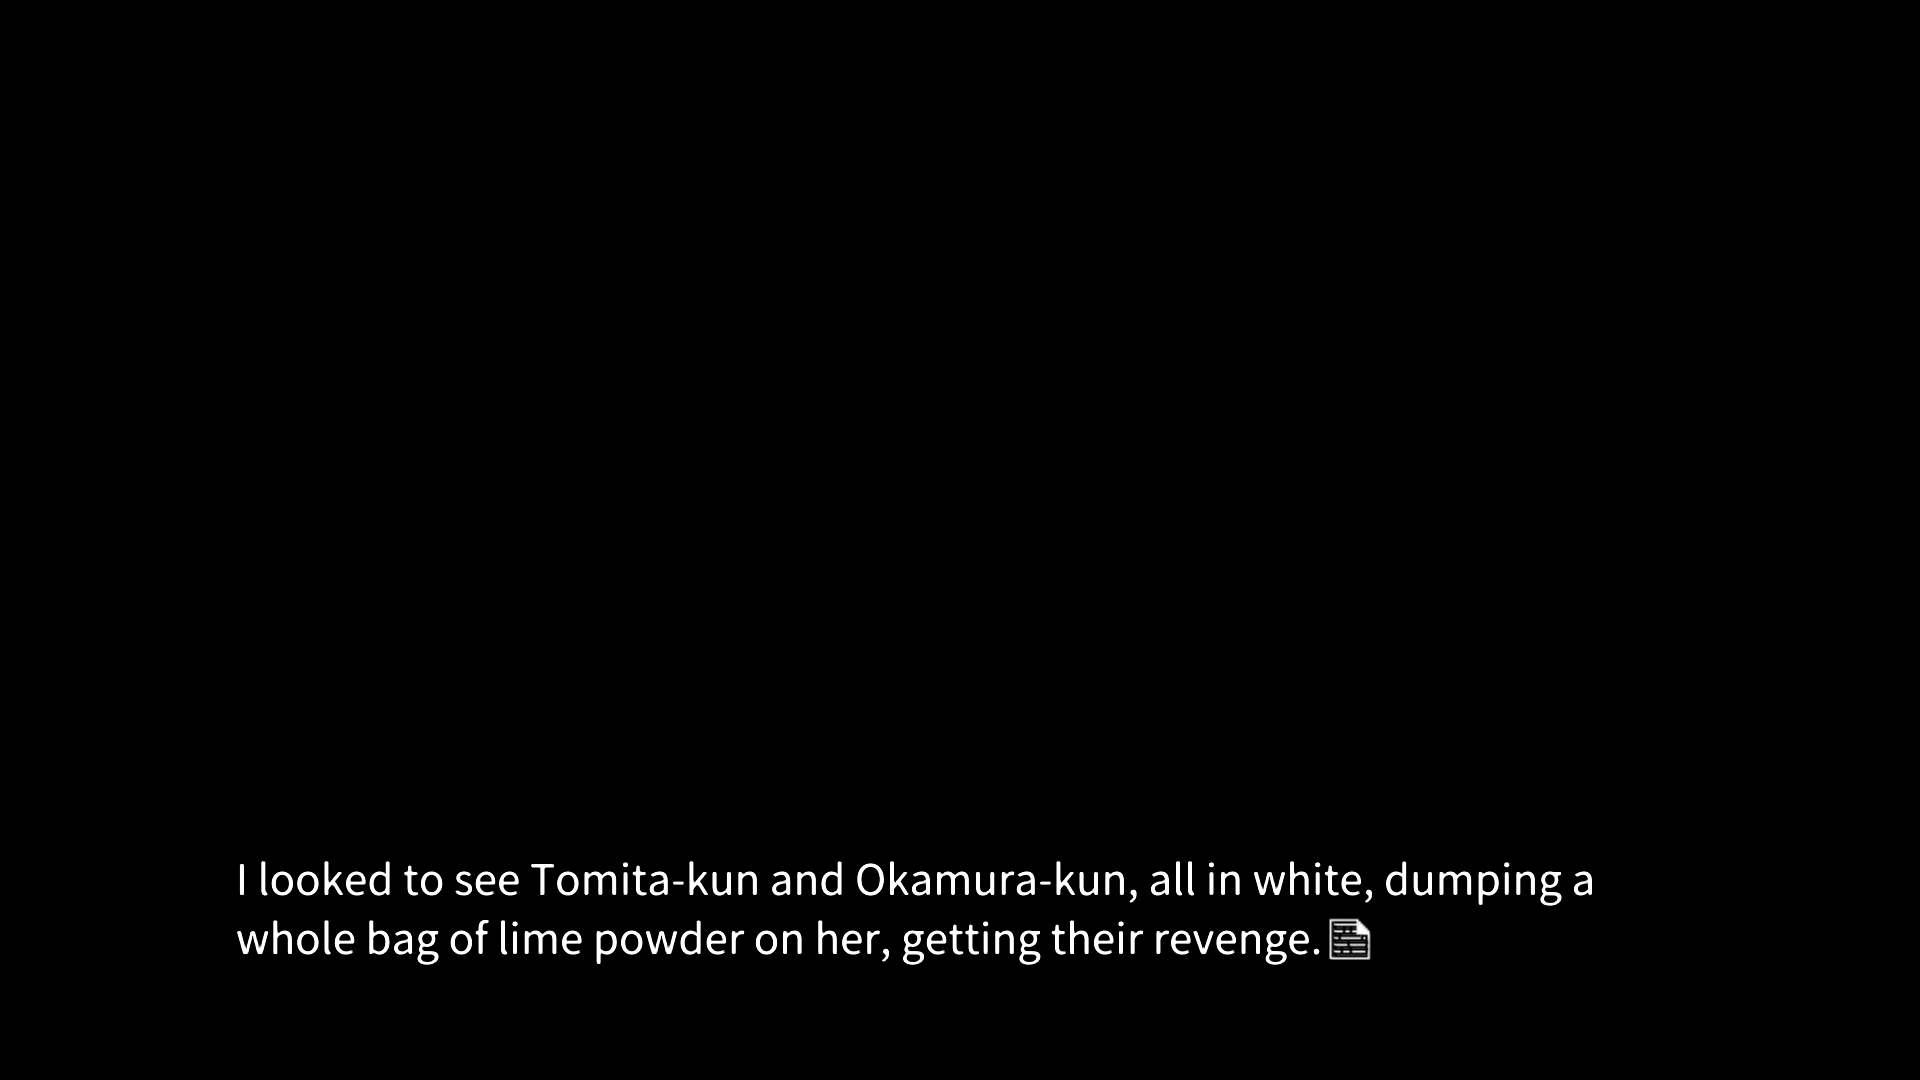 I looked to see Tomita-kun and Okamura-kun, all in white, dumping a
whole bag of lime powder on her, getting their revenge.